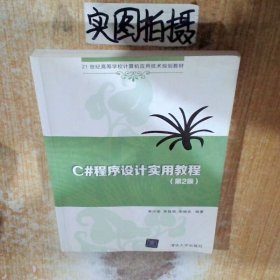 实图拍摄
21世纪高等学校计算机应用技术规划教材
C#程序设计实用教程
(第2版)
编著
清华大学出版社